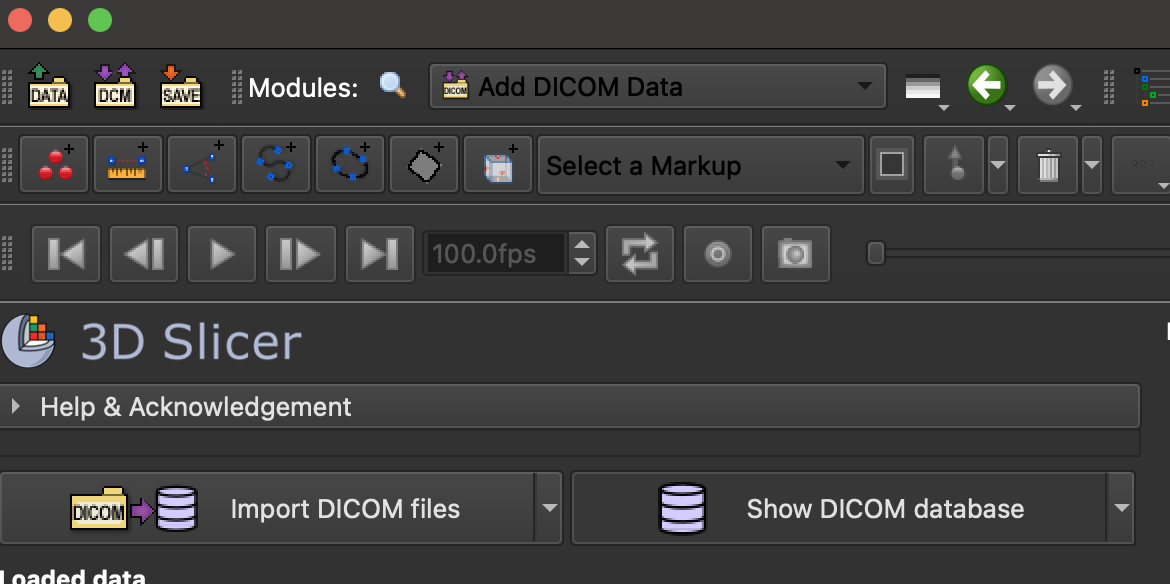 DATA DCM SAVE Modules: DICOM Add DICOM Data
Select a Markup
100.0fps
3D Slicer
Help & Acknowledgement
DICOM Import DICOM files Show DICOM database
Loaded data